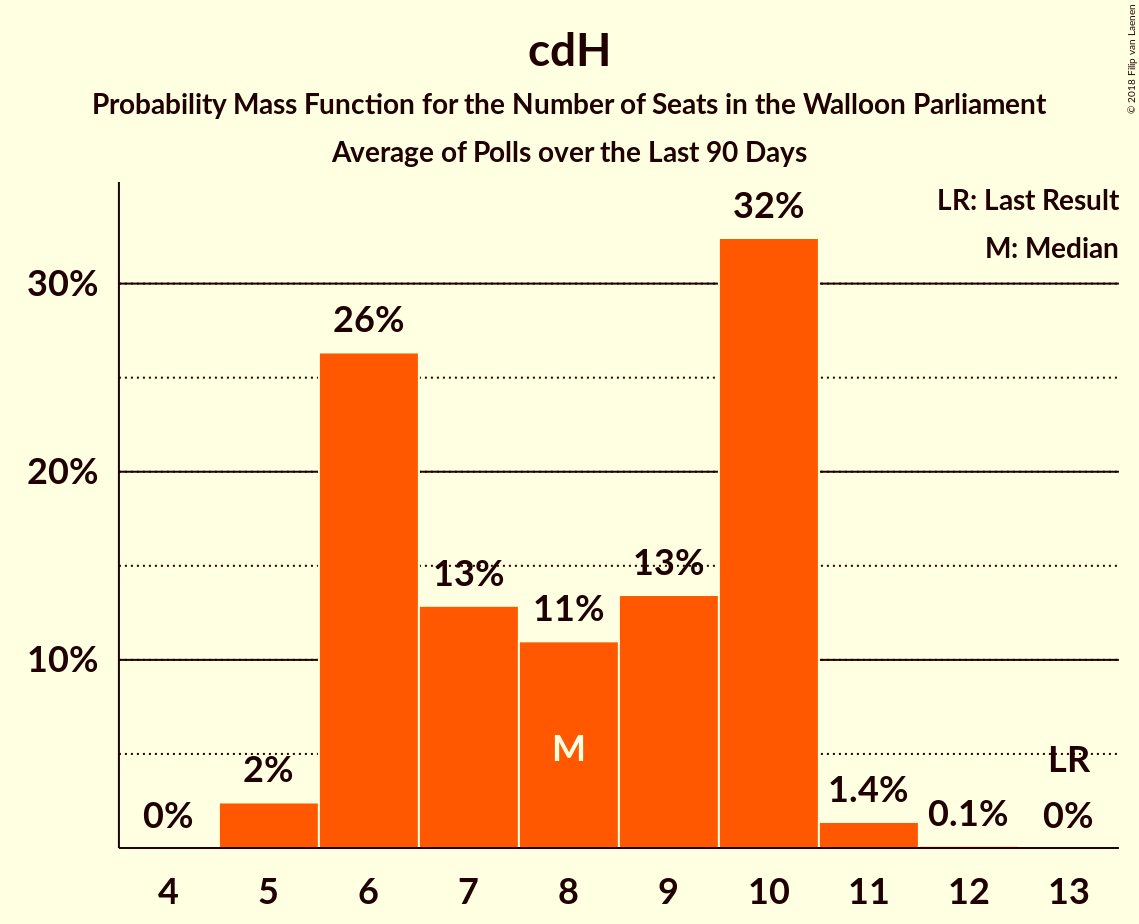 cdH
Probability Mass Function for the Number of Seats in the Walloon Parliament
Average of Polls over the Last 90 Days
© 2018 Filip van Laenen
LR: Last Result
M: Median
30%
20%
10%
0%
2%
26%
13%
11%
13%
32%
1.4%
0.1%
0%
M
LR
4 5 6 7 8 9 10 11 12 13